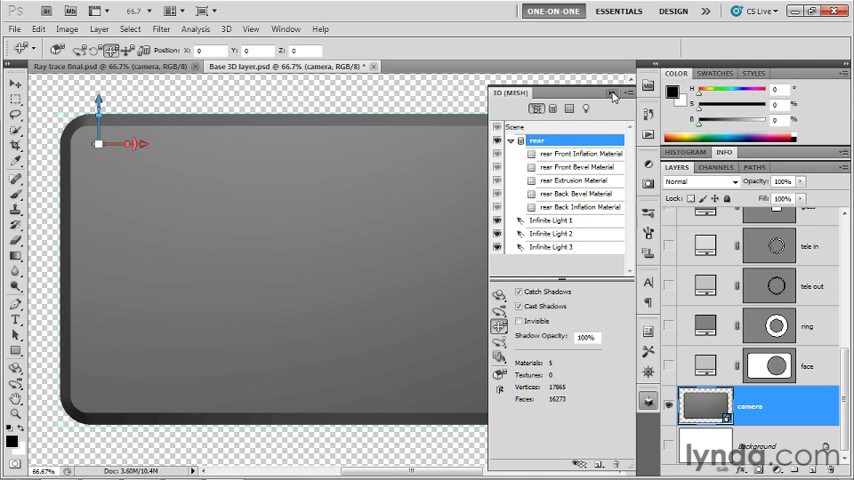 Ps Br Mb 66.7 ONE-ON-ONE ESSENTIALS DESIGN CS Live
File Edit Image Layer Select Filter Analysis 3D View Window Help
Position: X: 0 Y: 0 Z: 0
Ray trace final.psd @ 66.7% (camera, RGB/8) Base 3D layer.psd @ 66.7% (camera, RGB/8) *
3D {MESH}
Scene
rear
rear Front Inflation Material
rear Front Bevel Material
rear Extrusion Material
rear Back Bevel Material
rear Back Inflation Material
Infinite Light 1
Infinite Light 2
Infinite Light 3
Catch Shadows
Cast Shadows
Invisible
Shadow Opacity: 100%
Materials: 5
Textures: 0
Vertices: 17865
Faces: 16273
Mb
COLOR SWATCHES STYLES
H 0 °
S 0 %
B 0 %
HISTOGRAM INFO
LAYERS CHANNELS PATHS
Normal Opacity: 100%
Lock: Fill: 100%
tele in
tele out
ring
face
camera
Background
lynda.com
66.67% Doc: 3.60M/10.4M